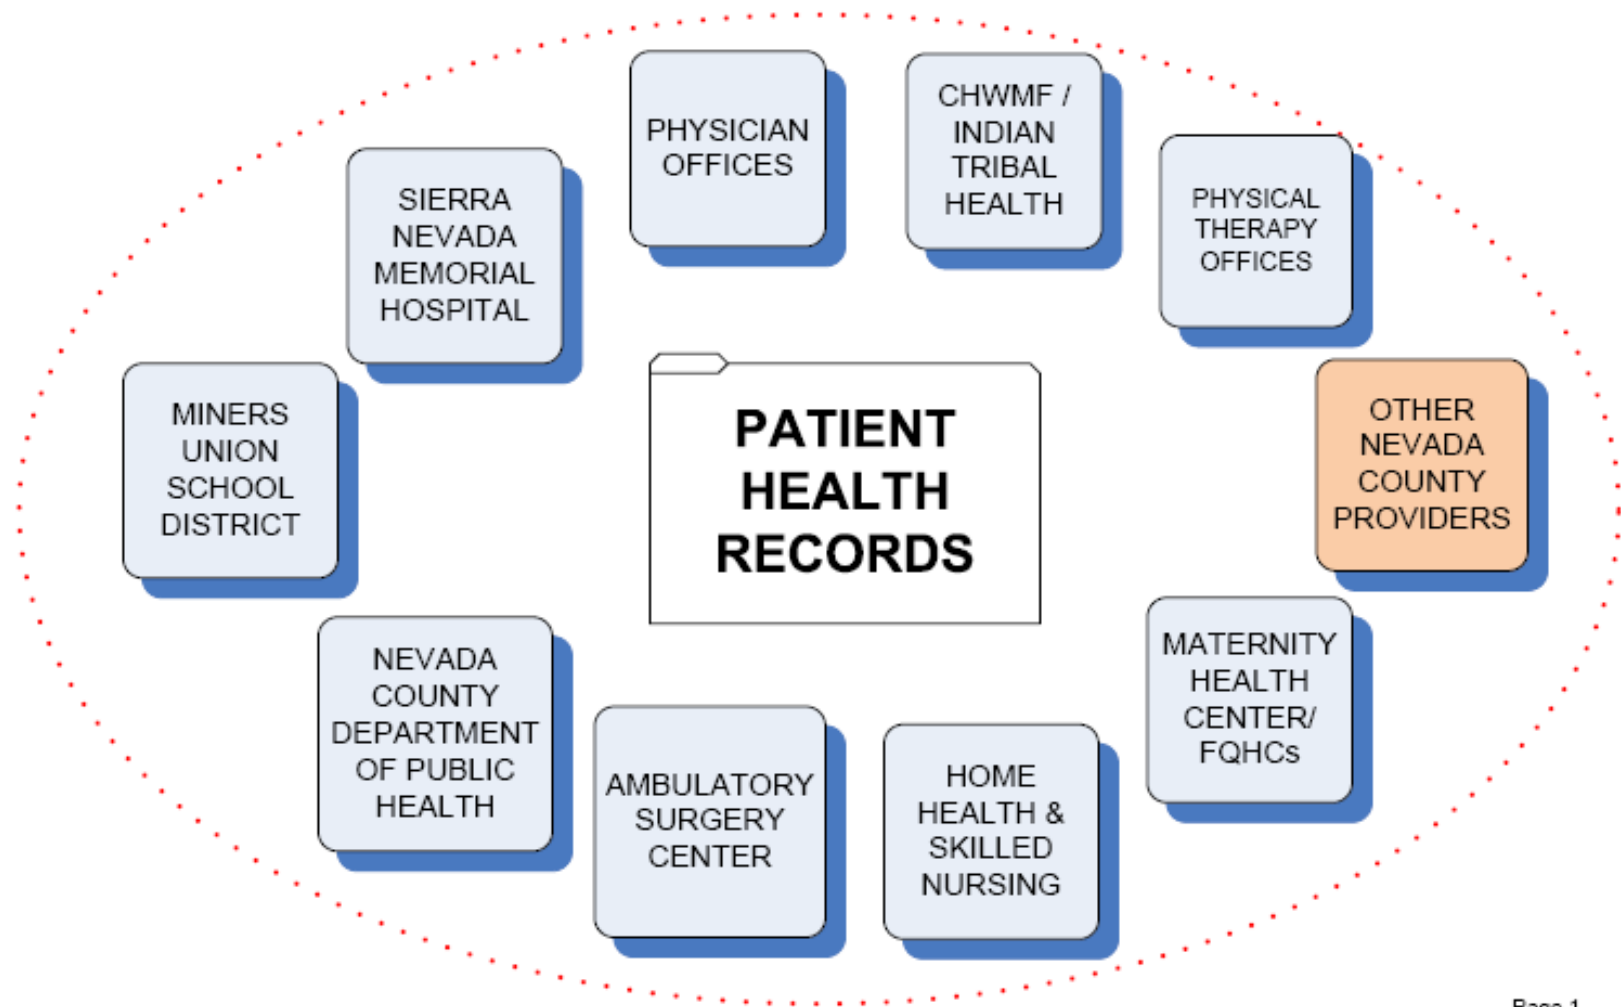 PHYSICIAN
OFFICES
CHWMF /
INDIAN
TRIBAL
HEALTH
PHYSICAL
THERAPY
OFFICES
SIERRA
NEVADA
MEMORIAL
HOSPITAL
MINERS
UNION
SCHOOL
DISTRICT
PATIENT
HEALTH
RECORDS
OTHER
NEVADA
COUNTY
PROVIDERS
NEVADA
COUNTY
DEPARTMENT
OF PUBLIC
HEALTH
AMBULATORY
SURGERY
CENTER
HOME
HEALTH &
SKILLED
NURSING
MATERNITY
HEALTH
CENTER/
FQHCs
Page 1